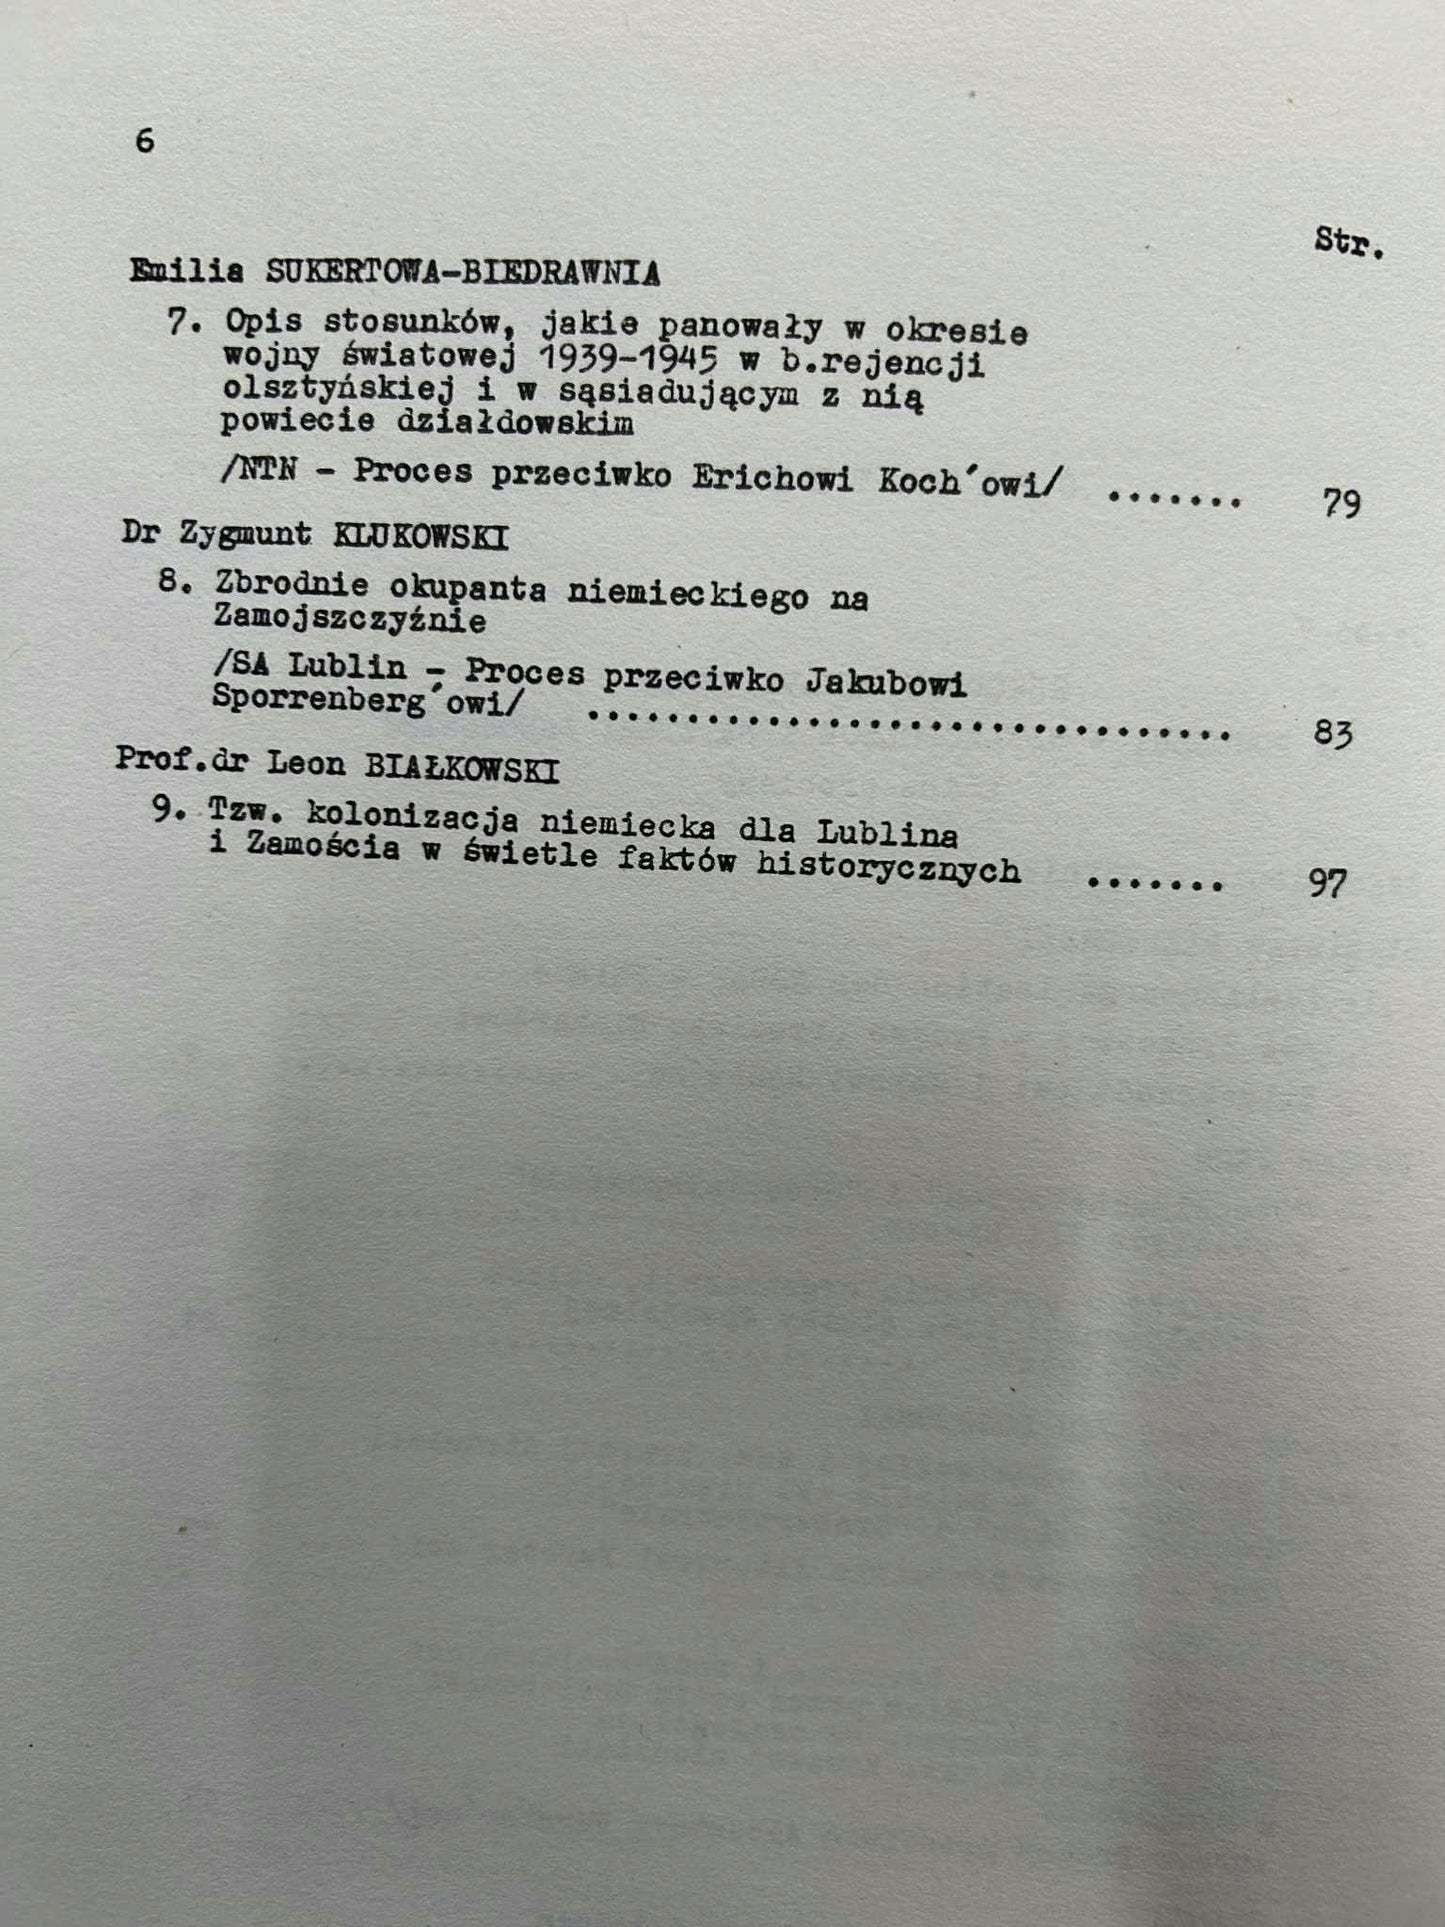 6
Str.
Emilia SUKERTOWA-BIEDRAWNIA
7. Opis stosunków, jakie panowały w okresie
wojny światowej 1939-1945 w b.rejencji
olsztyńskiej i w sąsiadującym z nią
powiecie działdowskim
/NTN - Proces przeciwko Erichowi Koch´owi/ ....... 79
Dr Zygmunt KLUKOWSKI
8. Zbrodnie okupanta niemieckiego na
Zamojszczyźnie
/SA Lublin - Proces przeciwko Jakubowi
Sporrenberg´owi/ ................................. 83
Prof.dr Leon BIAŁKOWSKI
9. Tzw. kolonizacja niemiecka dla Lublina
i Zamościa w świetle faktów historycznych ....... 97